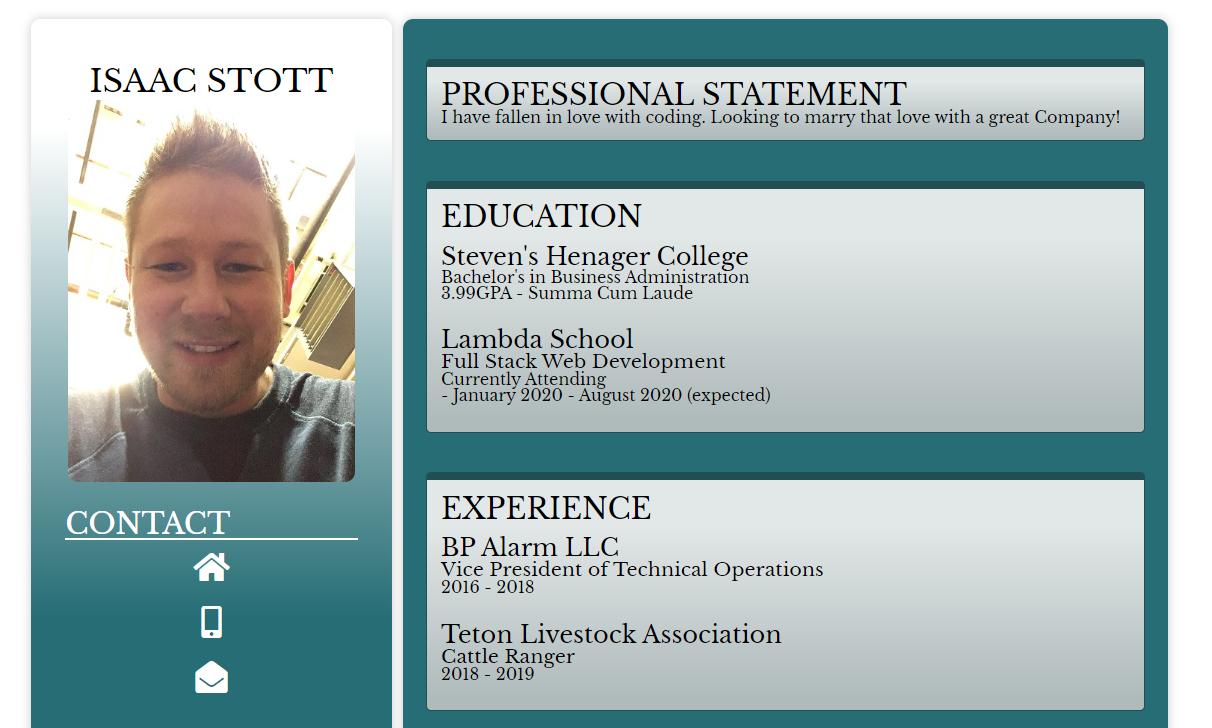 ISAAC STOTT
CONTACT
PROFESSIONAL STATEMENT
I have fallen in love with coding. Looking to marry that love with a great Company!
EDUCATION
Steven's Henager College
Bachelor's in Business Administration
3.99GPA - Summa Cum Laude
Lambda School
Full Stack Web Development
Currently Attending
- January 2020 - August 2020 (expected)
EXPERIENCE
BP Alarm LLC
Vice President of Technical Operations
2016 - 2018
Teton Livestock Association
Cattle Ranger
2018 - 2019